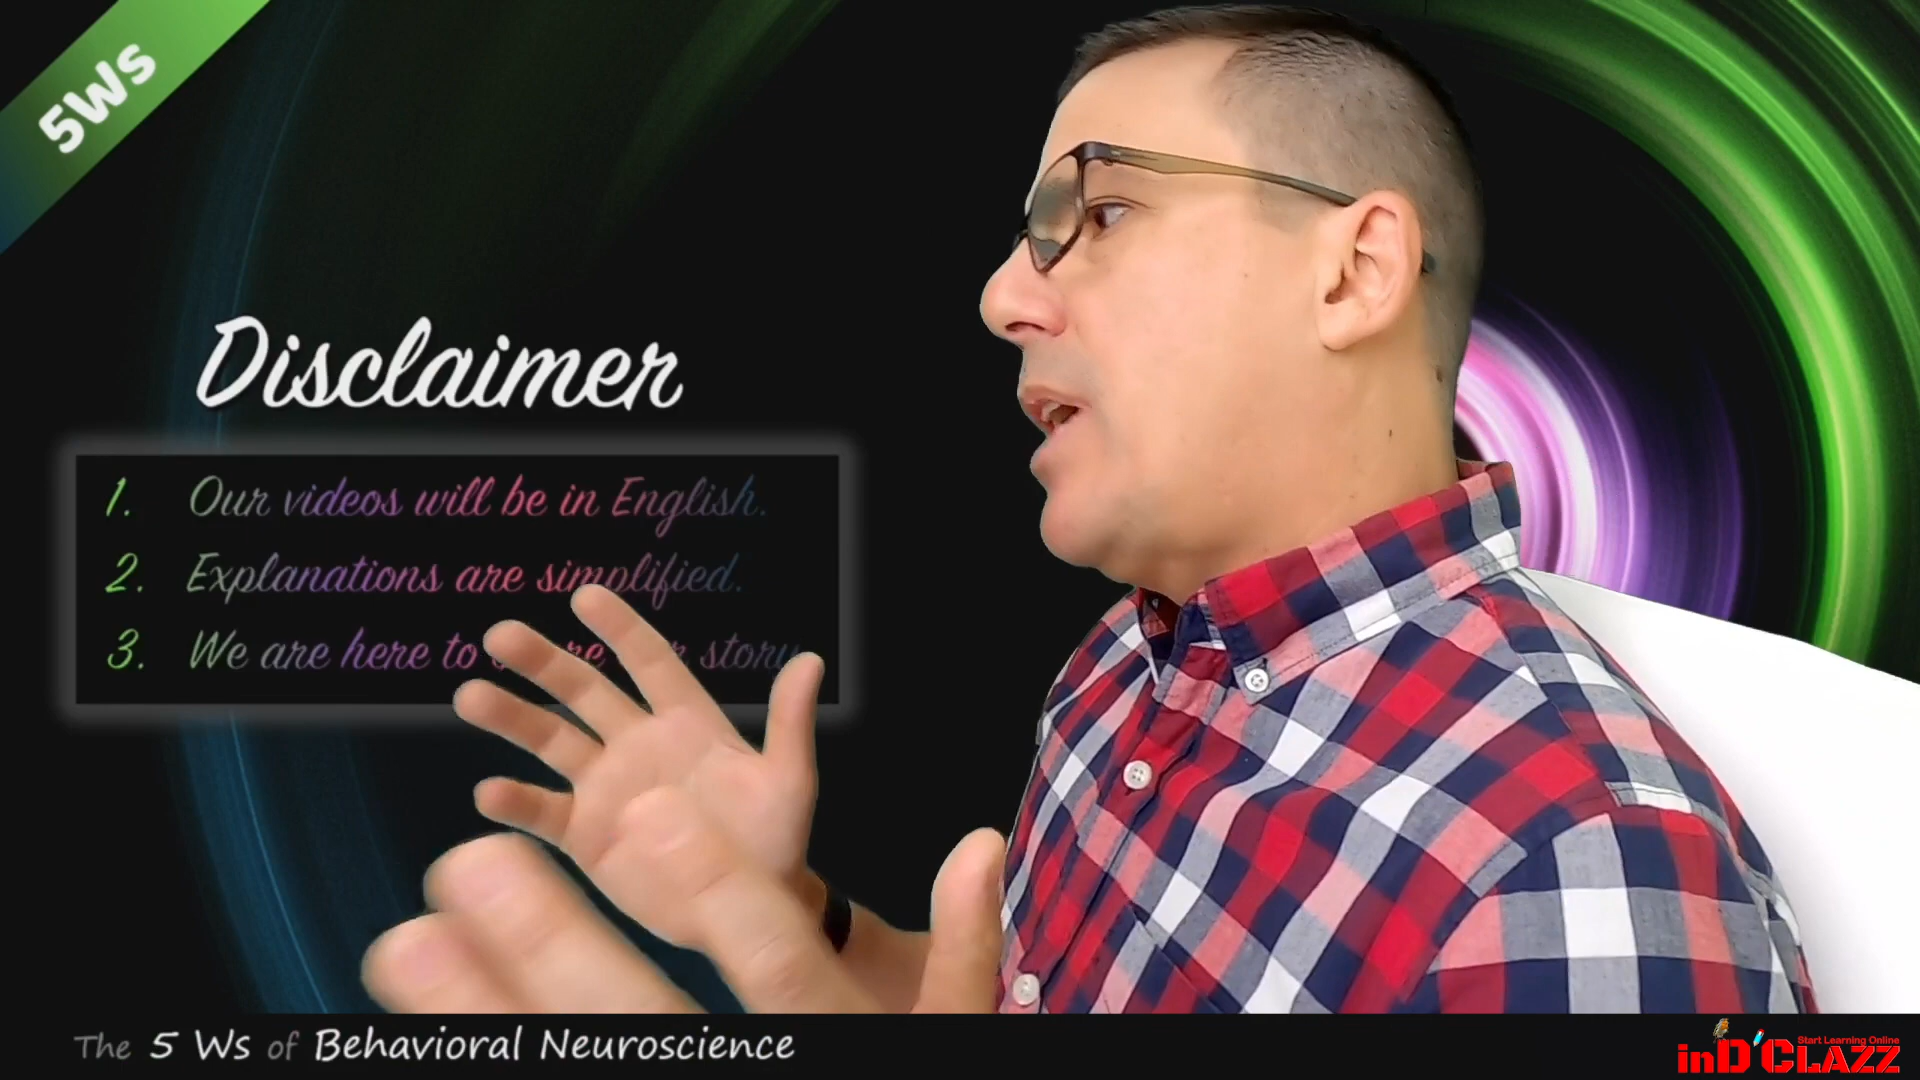 5Ws
Disclaimer
1. Our videos will be in English.
2. Explanations are simplified.
3. We are here to story
The 5 Ws of Behavioral Neuroscience
Start Learning Online
inD'CLAZZ